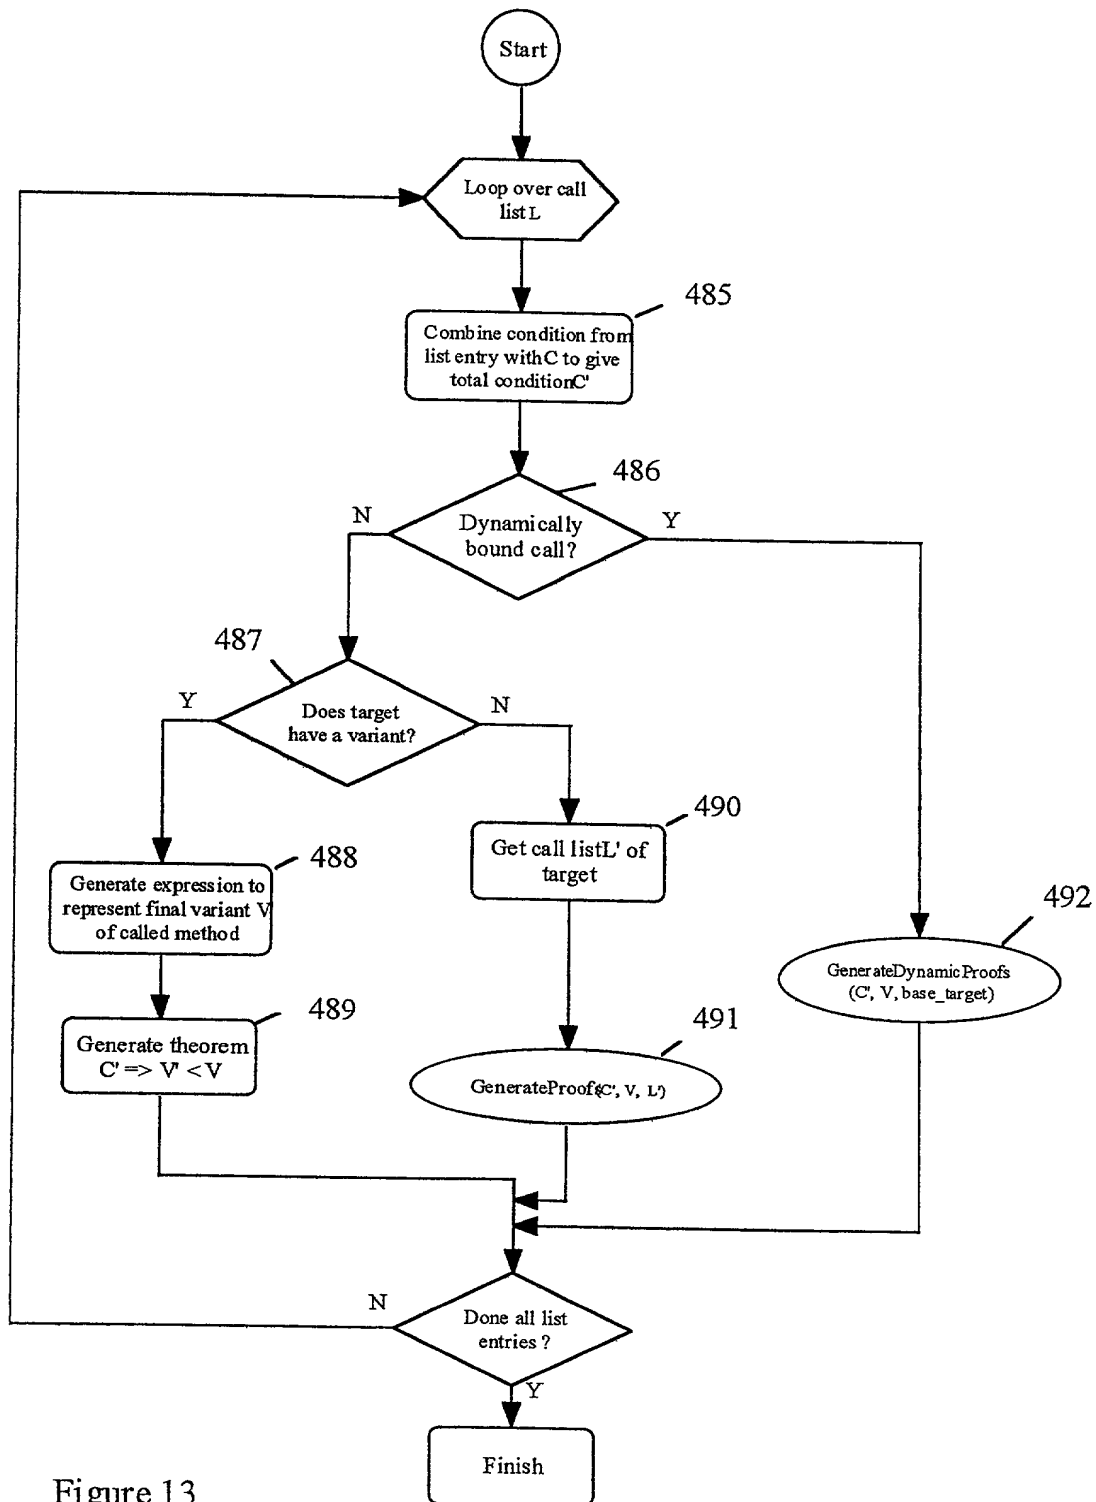 Start
Loop over call
list L
485
Combine condition from
list entry with C to give
total condition C'
486
N
Dynamically
bound call?
Y
487
Y
Does target
have a variant?
N
490
Get call list L' of
target
488
Generate expression to
represent final variant V'
of called method
492
GenerateDynamicProofs
(C', V, base_target)
489
Generate theorem
C' => V' < V
491
GenerateProofs(C', V, L')
N
Done all list
entries ?
Y
Finish
Figure 13